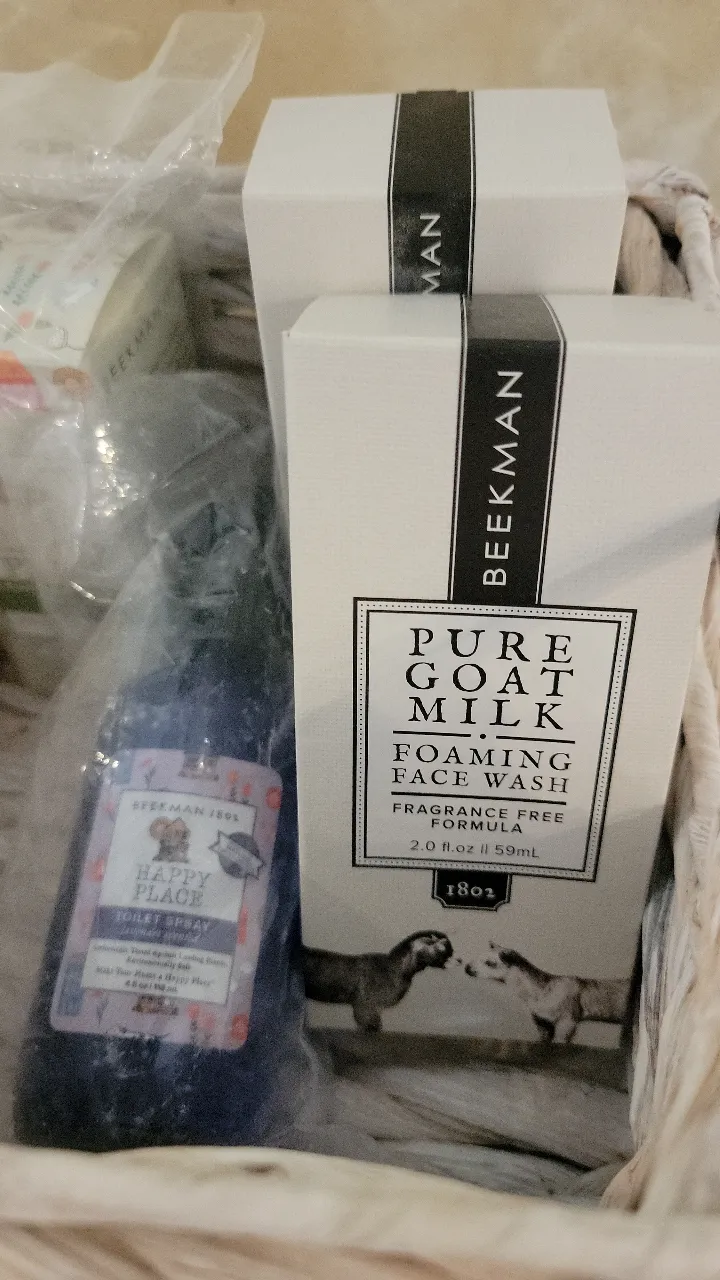 MAN
BEEKMAN
PURE
GOAT
MILK
FOAMING
FACE WASH
FRAGRANCE FREE
FORMULA
2.0 fl.oz || 59mL
1802
BEEKMAN
BEEKMAN 1802
HAPPY
PLACE
TOILET SPRAY